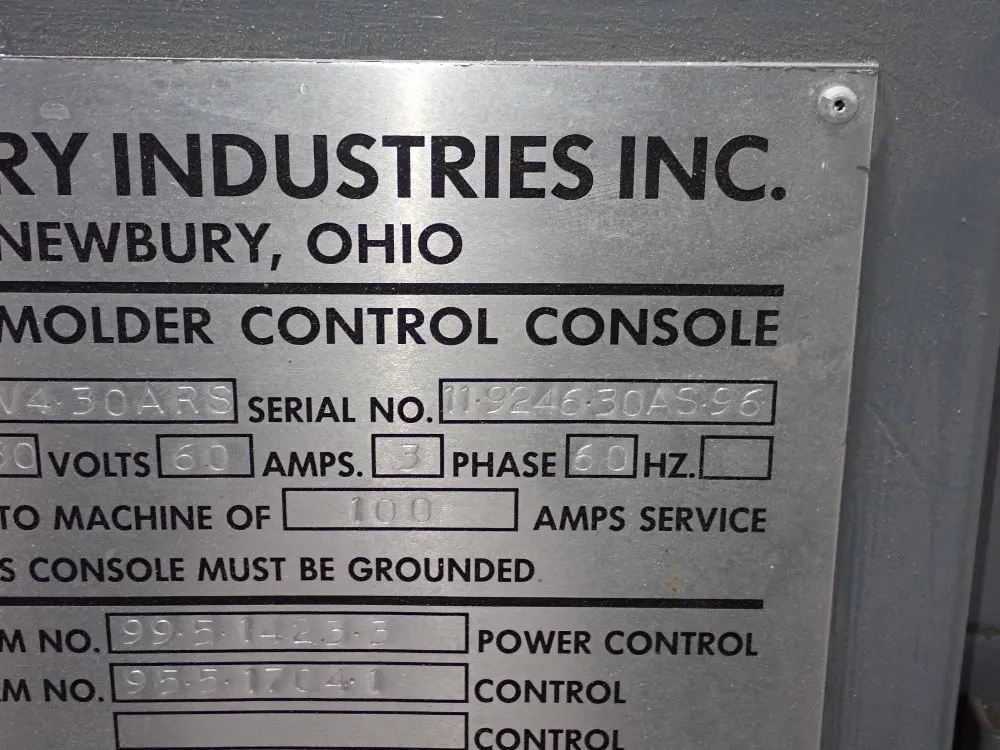 RY INDUSTRIES INC.
NEWBURY, OHIO
MOLDER CONTROL CONSOLE
V4·30ARS SERIAL NO. 11·9246·30AS·96
30 VOLTS 60 AMPS. 3 PHASE 60 HZ.
TO MACHINE OF 100 AMPS SERVICE
S CONSOLE MUST BE GROUNDED
M NO. 99·5·1423·3 POWER CONTROL
AM NO. 95·5·1704·1 CONTROL
CONTROL